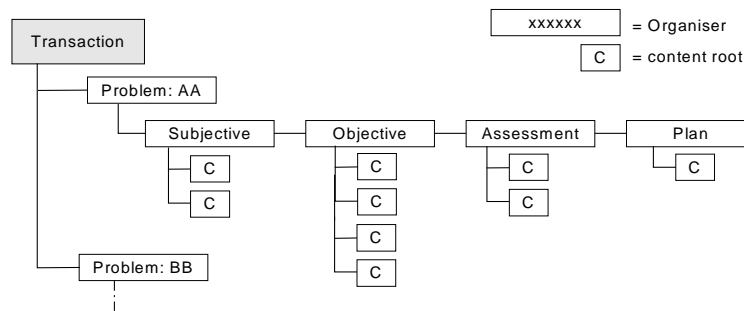 xxxxxx = Organiser
Transaction
C = content root
Problem: AA
Subjective Objective Assessment Plan
C C C C
C C C
C
Problem: BB
C